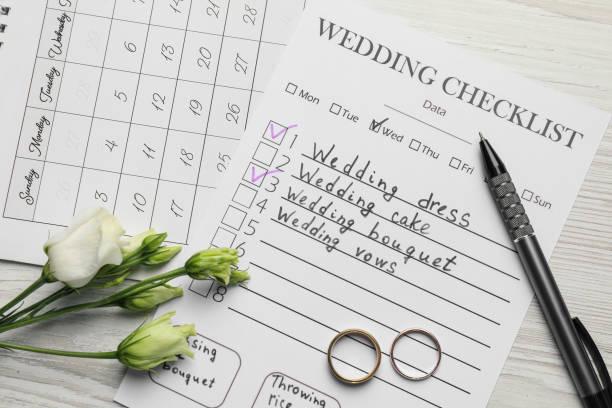 14 21 28
Wednesday 6 13 20 27
Tuesday 5 12 19 26
Monday 4 11 18 25
Sunday 3 10 17
WEDDING CHECKLIST
Data
Mon Tue Wed Thu Fri Sun
1 Wedding dress
2 Wedding cake
3 Wedding bouquet
4 Wedding vows
5
6
8
ssing
bouquet
Throwing
rice